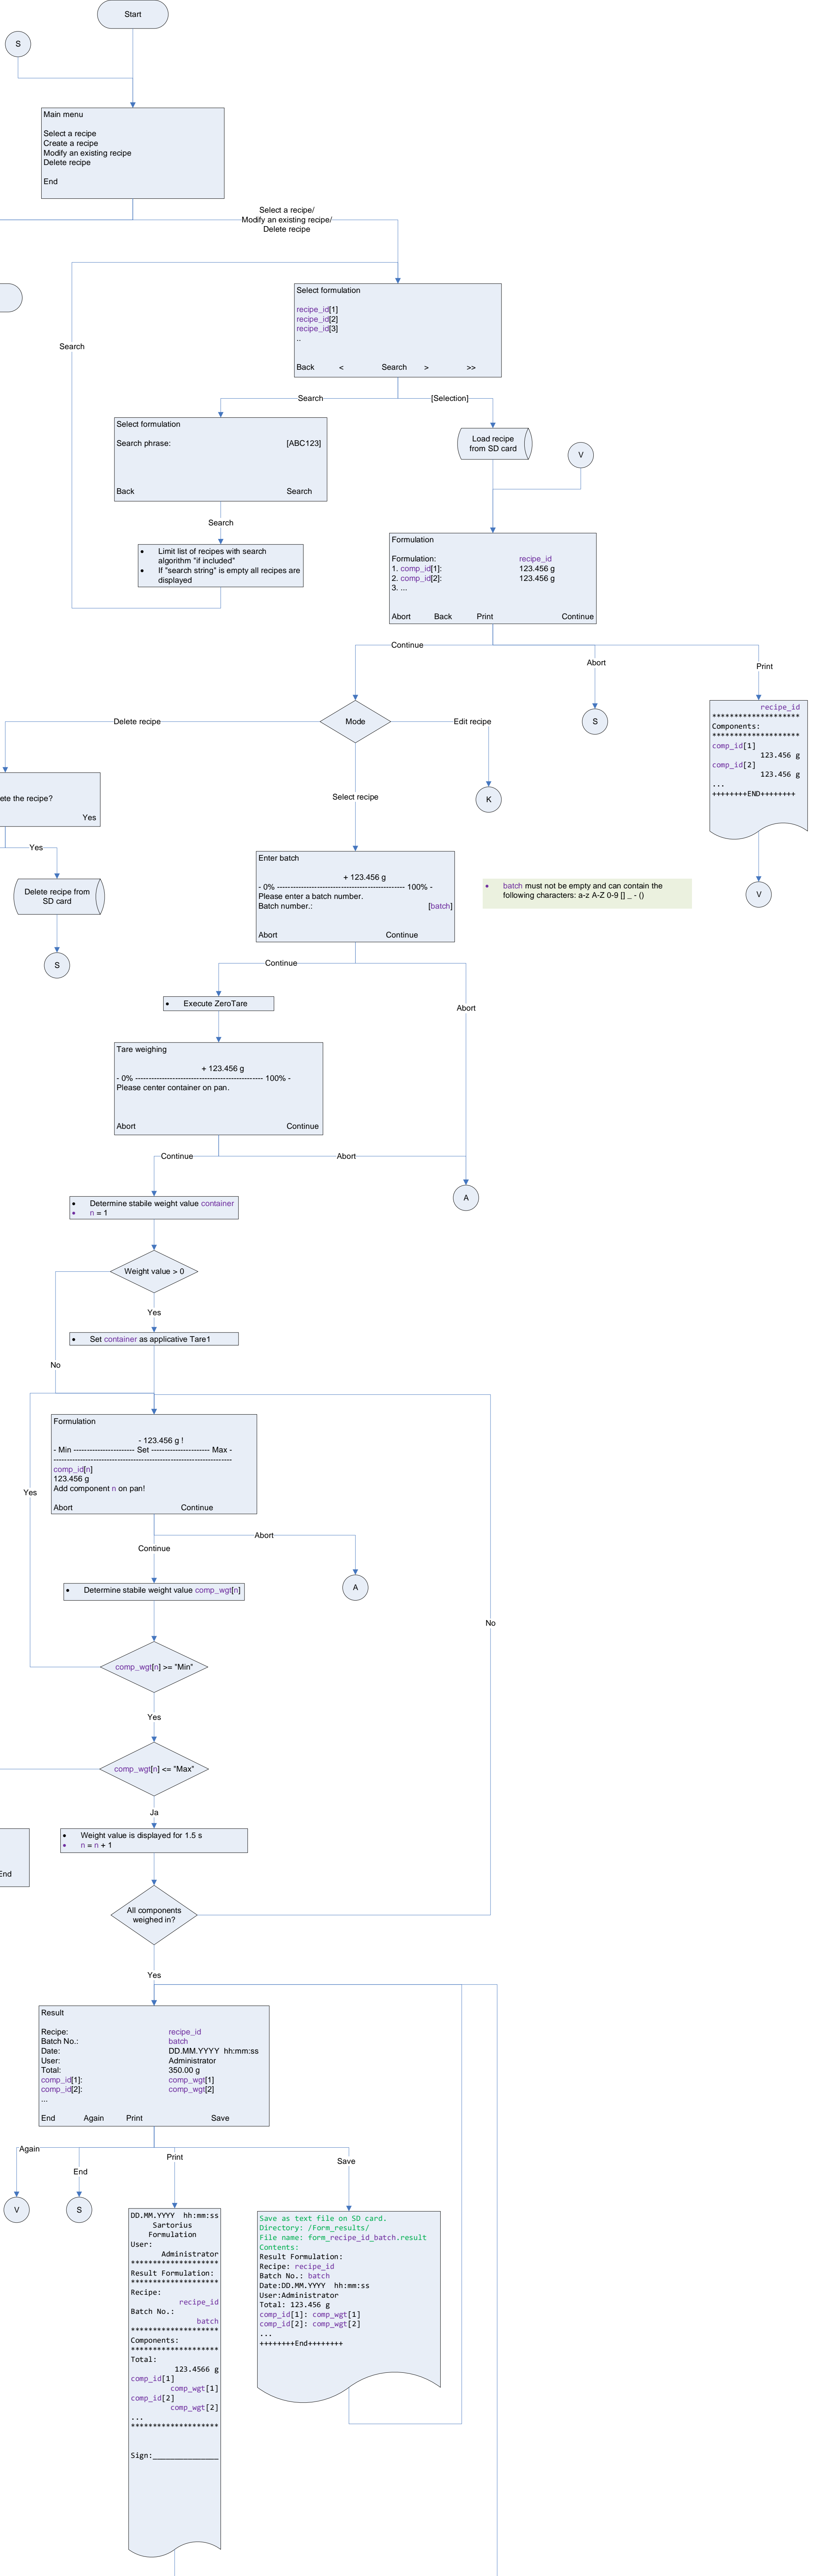 Start
S
Main menu
Select a recipe
Create a recipe
Modify an existing recipe
Delete recipe
End
Select a recipe/
Modify an existing recipe/
Delete recipe
Select formulation
recipe_id[1]
recipe_id[2]
recipe_id[3]
..
Back < Search > >>
Search
Search
[Selection]
Select formulation
Search phrase: [ABC123]
Back Search
Load recipe
from SD card
V
Search
• Limit list of recipes with search
algorithm "if included"
• If "search string" is empty all recipes are
displayed
Formulation
Formulation: recipe_id
1. comp_id[1]: 123.456 g
2. comp_id[2]: 123.456 g
3. ...
Abort Back Print Continue
Continue
Abort
Print
Delete recipe
Mode
Edit recipe
S
recipe_id
********************
Components:
********************
comp_id[1]
123.456 g
comp_id[2]
123.456 g
...
++++++++END++++++++
ete the recipe?
Yes
Select recipe
K
Yes
Enter batch
+ 123.456 g
- 0% ------------------------------------------------ 100% -
Please enter a batch number.
Batch number.: [batch]
Abort Continue
• batch must not be empty and can contain the
following characters: a-z A-Z 0-9 [] _ - ()
V
Delete recipe from
SD card
S
Continue
Abort
• Execute ZeroTare
Tare weighing
+ 123.456 g
- 0% ------------------------------------------------ 100% -
Please center container on pan.
Abort Continue
Continue
Abort
A
• Determine stabile weight value container
• n = 1
Weight value > 0
Yes
• Set container as applicative Tare1
No
Formulation
- 123.456 g !
- Min ----------------------- Set ---------------------- Max -
-------------------------------------------------------------------
comp_id[n]
123.456 g
Add component n on pan!
Abort Continue
Yes
Abort
Continue
• Determine stabile weight value comp_wgt[n]
A
No
comp_wgt[n] >= "Min"
Yes
comp_wgt[n] <= "Max"
Ja
• Weight value is displayed for 1.5 s
• n = n + 1
End
All components
weighed in?
Yes
Result
Recipe: recipe_id
Batch No.: batch
Date: DD.MM.YYYY hh:mm:ss
User: Administrator
Total: 350.00 g
comp_id[1]: comp_wgt[1]
comp_id[2]: comp_wgt[2]
...
End Again Print Save
Again
End
Print
Save
V
S
DD.MM.YYYY hh:mm:ss
Sartorius
Formulation
User:
Administrator
********************
Result Formulation:
********************
Recipe:
recipe_id
Batch No.:
batch
********************
Components:
********************
Total:
123.4566 g
comp_id[1]
comp_wgt[1]
comp_id[2]
comp_wgt[2]
...
********************
Sign:_______________
Save as text file on SD card.
Directory: /Form_results/
File name: form_recipe_id_batch.result
Contents:
Result Formulation:
Recipe: recipe_id
Batch No.: batch
Date:DD.MM.YYYY hh:mm:ss
User:Administrator
Total: 123.456 g
comp_id[1]: comp_wgt[1]
comp_id[2]: comp_wgt[2]
...
++++++++End++++++++